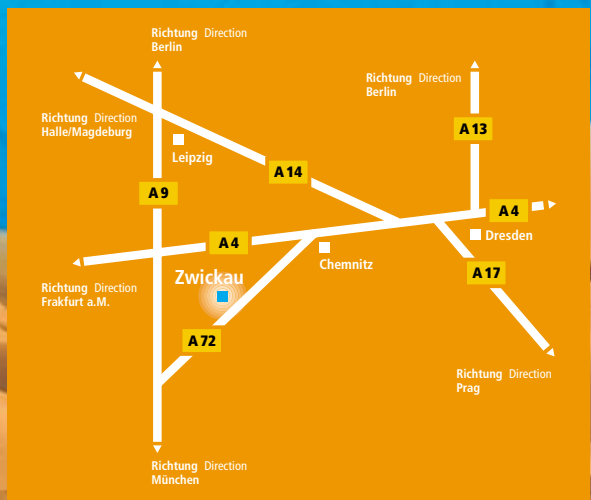 Richtung Direction
Berlin
Richtung Direction
Berlin
Richtung Direction
Halle/Magdeburg
A 13
Leipzig
A 14
A 9
A 4
Dresden
A 4
Chemnitz
A 17
Zwickau
Richtung Direction
Frakfurt a.M.
A 72
Richtung Direction
Prag
Richtung Direction
München